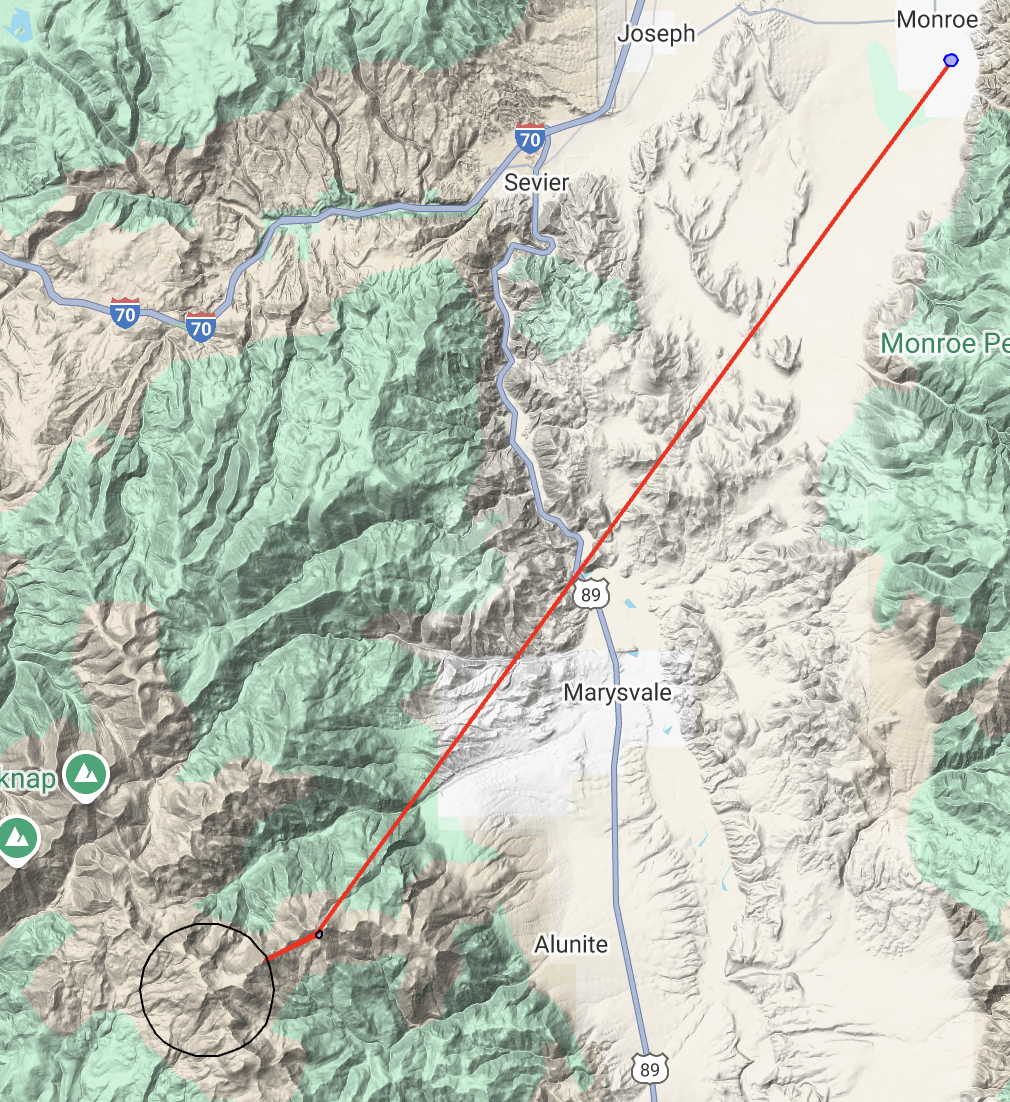 Monroe
Joseph
70
Sevier
70
70
Monroe Pe
89
Marysvale
knap
Alunite
89